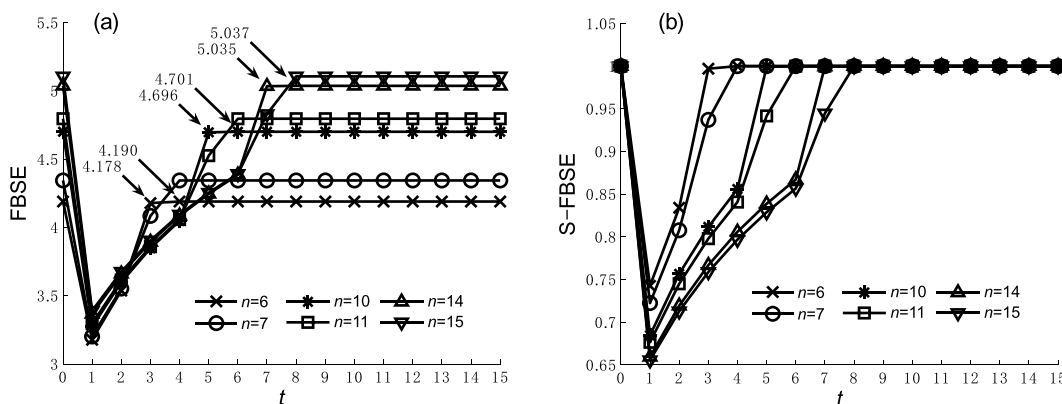 (a)
FBSE
5.5
5
4.5
4
3.5
3
5.037
5.035
4.701
4.696
4.190
4.178
n=6 n=10 n=14
n=7 n=11 n=15
0 1 2 3 4 5 6 7 8 9 10 11 12 13 14 15
t
(b)
S-FBSE
1.05
1
0.95
0.9
0.85
0.8
0.75
0.7
0.65
n=6 n=10 n=14
n=7 n=11 n=15
0 1 2 3 4 5 6 7 8 9 10 11 12 13 14 15
t